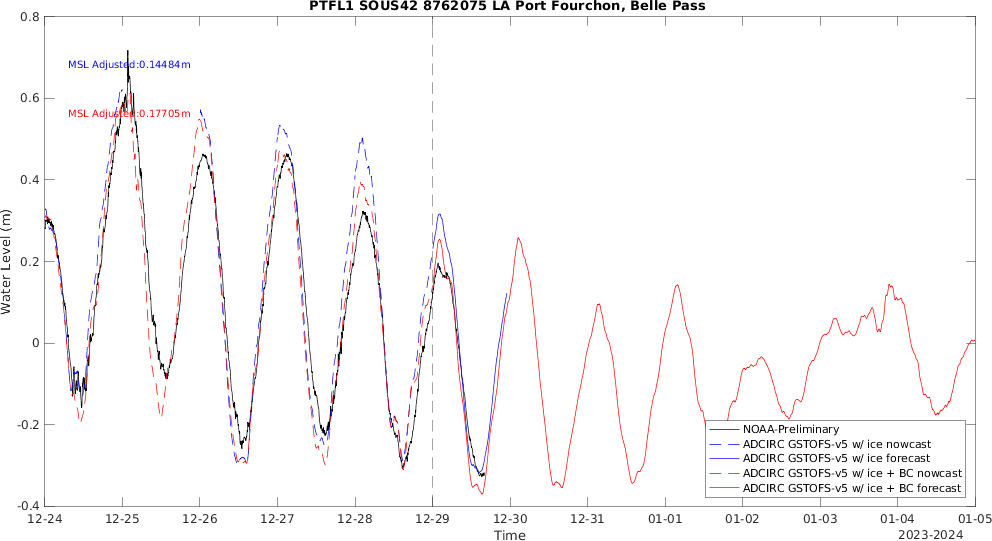 PTFL1 SOUS42 8762075 LA Port Fourchon, Belle Pass
0.8
0.6
0.4
0.2
0
-0.2
-0.4
Water Level (m)
MSL Adjusted:0.14484m
MSL Adjusted:0.17705m
NOAA-Preliminary
ADCIRC GSTOFS-v5 w/ ice nowcast
ADCIRC GSTOFS-v5 w/ ice forecast
ADCIRC GSTOFS-v5 w/ ice + BC nowcast
ADCIRC GSTOFS-v5 w/ ice + BC forecast
12-24 12-25 12-26 12-27 12-28 12-29 12-30 12-31 01-01 01-02 01-03 01-04 01-05
Time
2023-2024